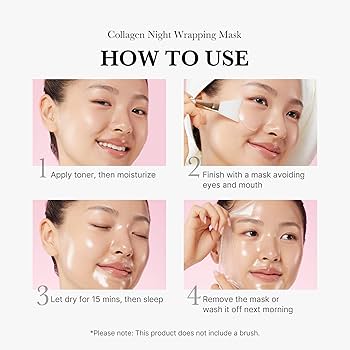 Collagen Night Wrapping Mask
HOW TO USE
1 Apply toner, then moisturize
2 Finish with a mask avoiding
eyes and mouth
3 Let dry for 15 mins, then sleep
4 Remove the mask or
wash it off next morning
*Please note: This product does not include a brush.